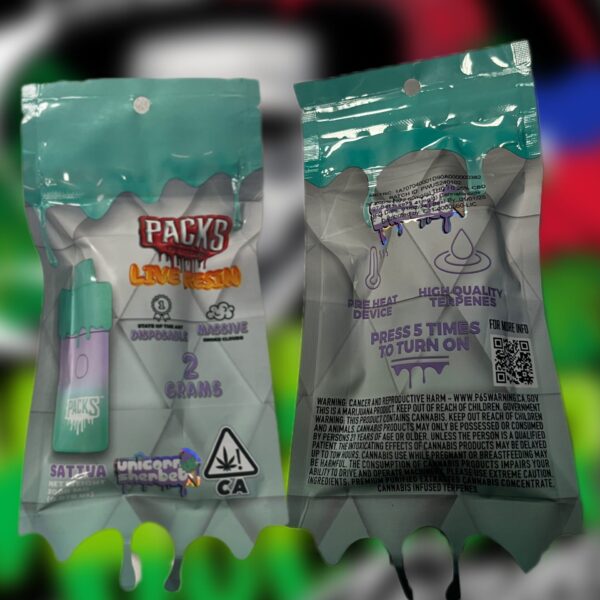 PACKS
LIVE RESIN
STATE OF THE ART
DISPOSABLE
MASSIVE
SMOKE CLOUDS
2
GRAMS
PACKS
SATIVA
unicorn
sherbet
CA
PURE HEAT
DEVICE
HIGH QUALITY
TERPENES
PRESS 5 TIMES
TO TURN ON
FOR MORE INFO
WARNING: CANCER AND REPRODUCTIVE HARM - WWW.P65WARNING.CA.GOV
THIS IS A MARIJUANA PRODUCT. KEEP OUT OF REACH OF CHILDREN. GOVERNMENT
WARNING: THIS PRODUCT CONTAINS CANNABIS. KEEP OUT OF REACH OF CHILDREN
AND ANIMALS. CANNABIS PRODUCTS MAY ONLY BE POSSESSED OR CONSUMED
BY PERSONS 21 YEARS OF AGE OR OLDER, UNLESS THE PERSON IS A QUALIFIED
PATIENT. THE INTOXICATING EFFECTS OF CANNABIS PRODUCTS MAY BE DELAYED
UP TO TOW HOURS. CANNABIS USE WHILE PREGNANT OR BREASTFEEDING MAY
BE HARMFUL. THE CONSUMPTION OF CANNABIS PRODUCTS IMPAIRS YOUR
ABILITY TO DRIVE AND OPERATE MACHINERY. PLEASE USE EXTREME CAUTION.
INGREDIENTS: PREMIUM PURIFIED EXTRACTED CANNABIS CONCENTRATE,
CANNABIS INFUSED TERPENES